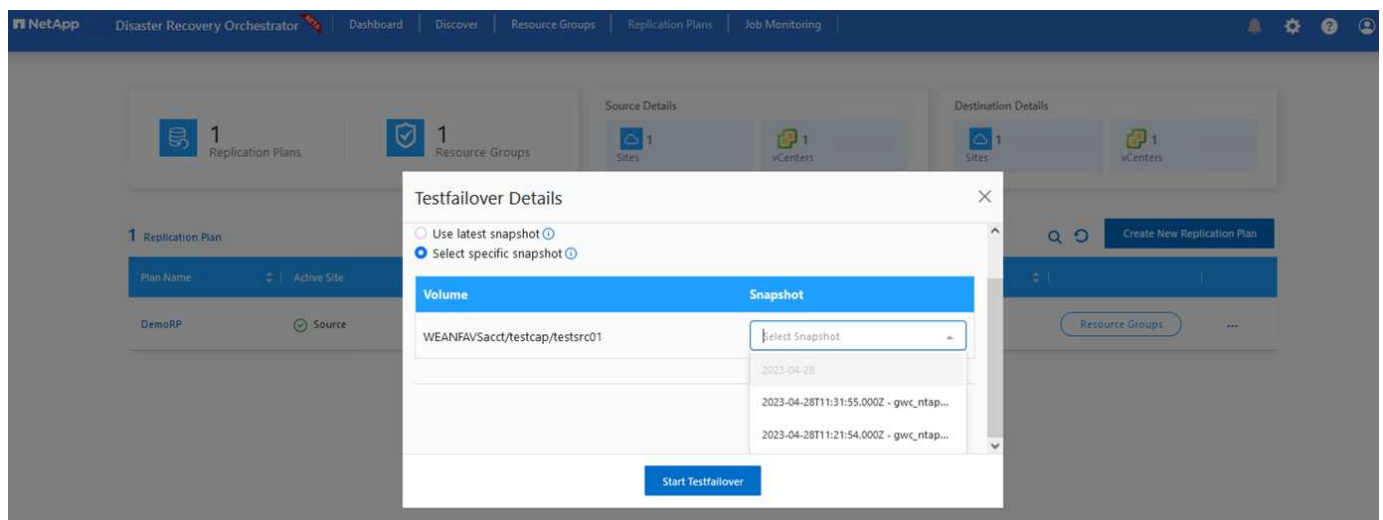 NetApp Disaster Recovery Orchestrator Dashboard Discover Resource Groups Replication Plans Job Monitoring
Source Details Destination Details
1 1 1 1 1 1
Replication Plans Resource Groups Sites vCenters Sites vCenters
Testfailover Details
Use latest snapshot
1 Replication Plan Create New Replication Plan
Select specific snapshot
Plan Name Active Site
Volume Snapshot
DemoRP Source WEANFAVSacct/testcap/testsrc01 Select Snapshot Resource Groups ...
2023-04-28
2023-04-28T11:31:55.000Z - gwc_ntap...
2023-04-28T11:21:54.000Z - gwc_ntap...
Start Testfailover